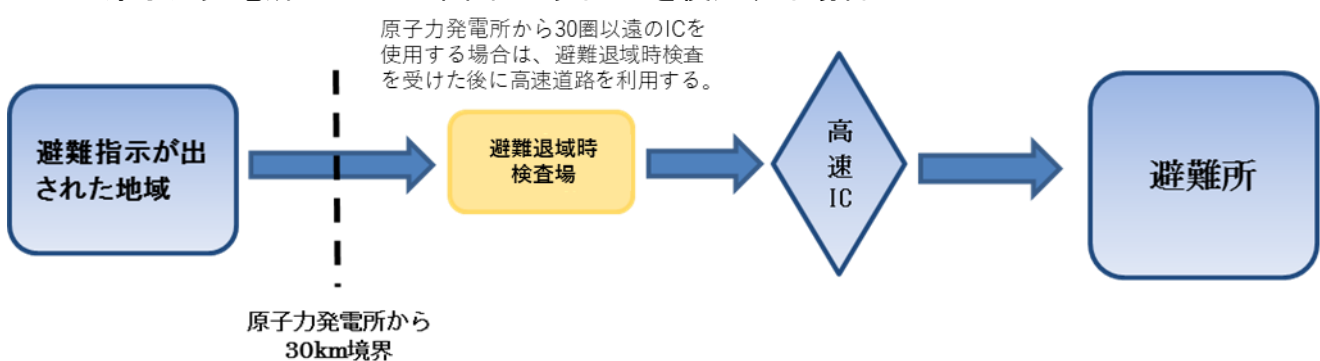 原子力発電所から30圏以遠のICを
使用する場合は、避難退域時検査
を受けた後に高速道路を利用する。
避難指示が出
された地域
避難退域時
検査場
高
速
IC
避難所
原子力発電所から
30km境界